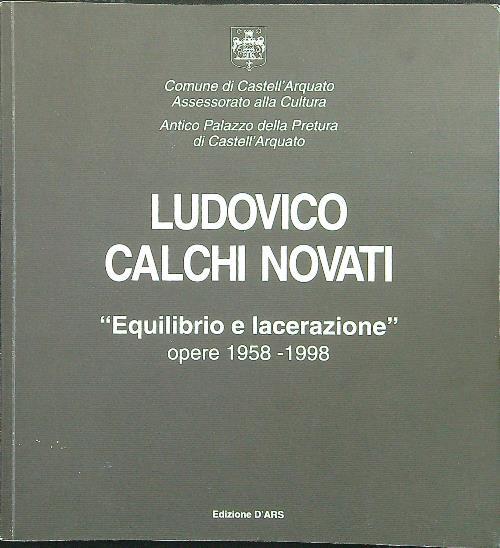 Comune di Castell'Arquato
Assessorato alla Cultura
Antico Palazzo della Pretura
di Castell'Arquato
LUDOVICO
CALCHI NOVATI
“Equilibrio e lacerazione”
opere 1958 -1998
Edizione D'ARS